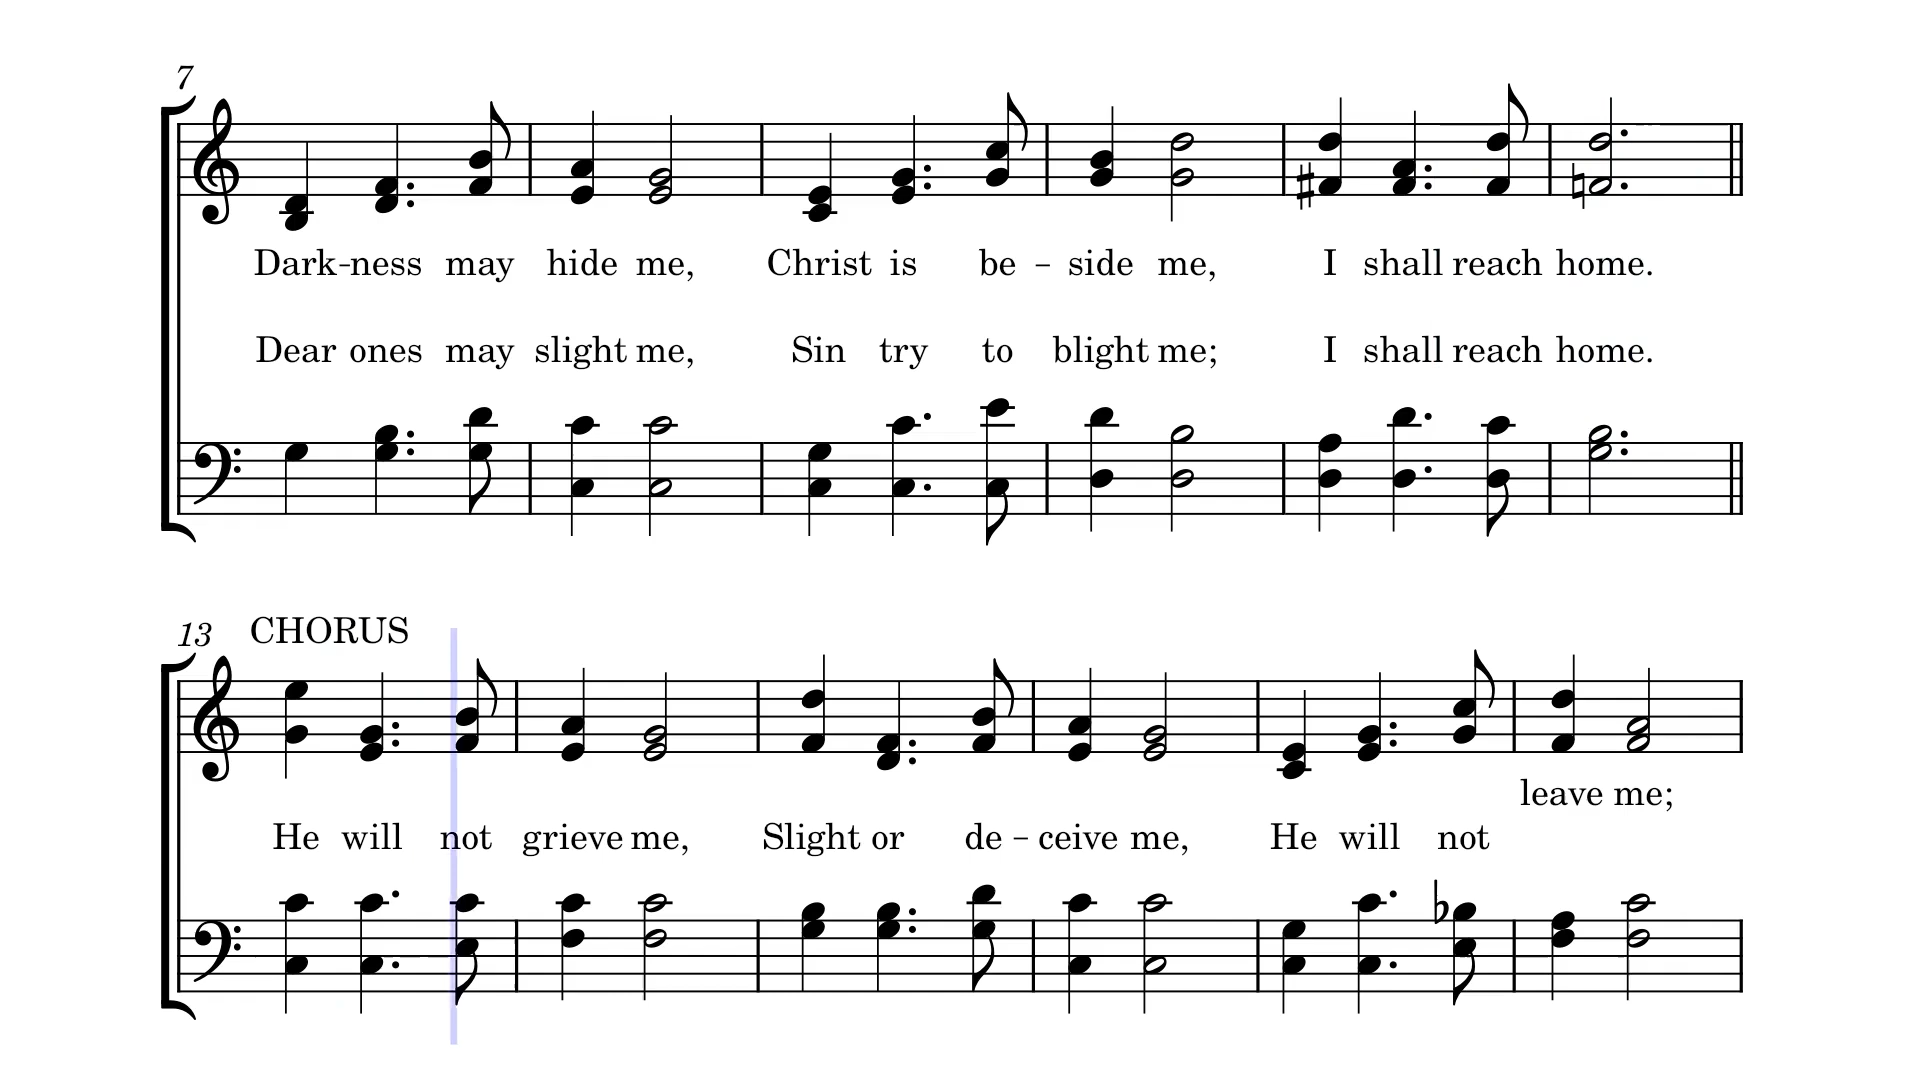 7
Dark-ness may hide me, Christ is be - side me, I shall reach home.
Dear ones may slight me, Sin try to blight me; I shall reach home.
13 CHORUS
leave me;
He will not grieve me, Slight or de - ceive me, He will not